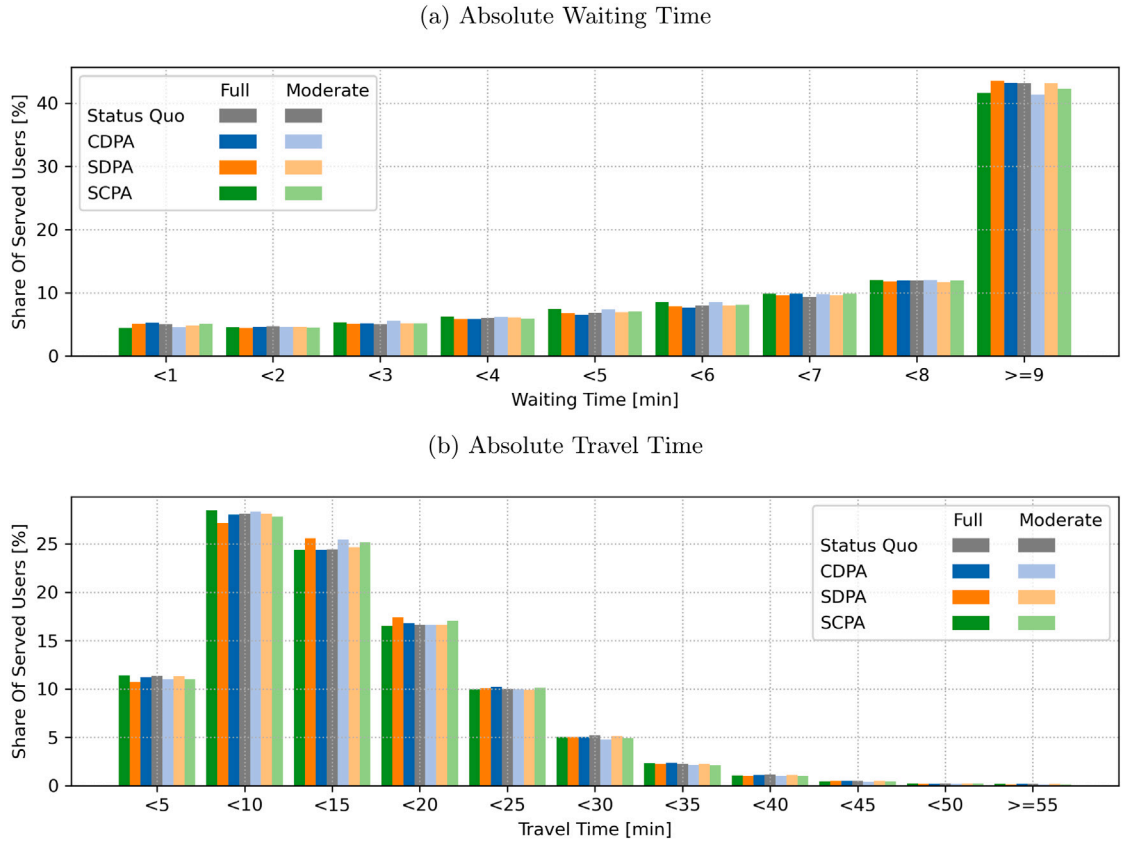 (a) Absolute Waiting Time
Share Of Served Users [%]
40
30
20
10
0
Full Moderate
Status Quo
CDPA
SDPA
SCPA
<1 <2 <3 <4 <5 <6 <7 <8 >=9
Waiting Time [min]
(b) Absolute Travel Time
Share Of Served Users [%]
25
20
15
10
5
0
Full Moderate
Status Quo
CDPA
SDPA
SCPA
<5 <10 <15 <20 <25 <30 <35 <40 <45 <50 >=55
Travel Time [min]